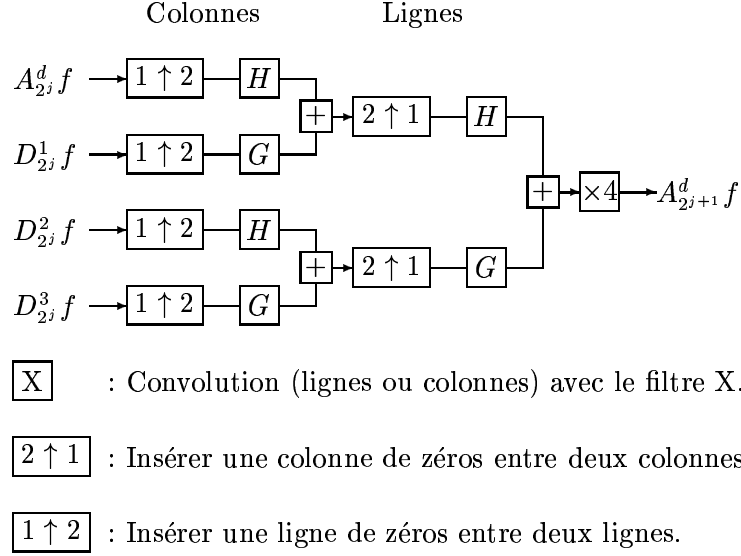 Colonnes Lignes
A^d_{2^j} f 1 ↑ 2 H
+ 2 ↑ 1 H
D^1_{2^j} f 1 ↑ 2 G
+ ×4 A^d_{2^{j+1}} f
D^2_{2^j} f 1 ↑ 2 H
+ 2 ↑ 1 G
D^3_{2^j} f 1 ↑ 2 G
X : Convolution (lignes ou colonnes) avec le filtre X.
2 ↑ 1 : Insérer une colonne de zéros entre deux colonnes
1 ↑ 2 : Insérer une ligne de zéros entre deux lignes.